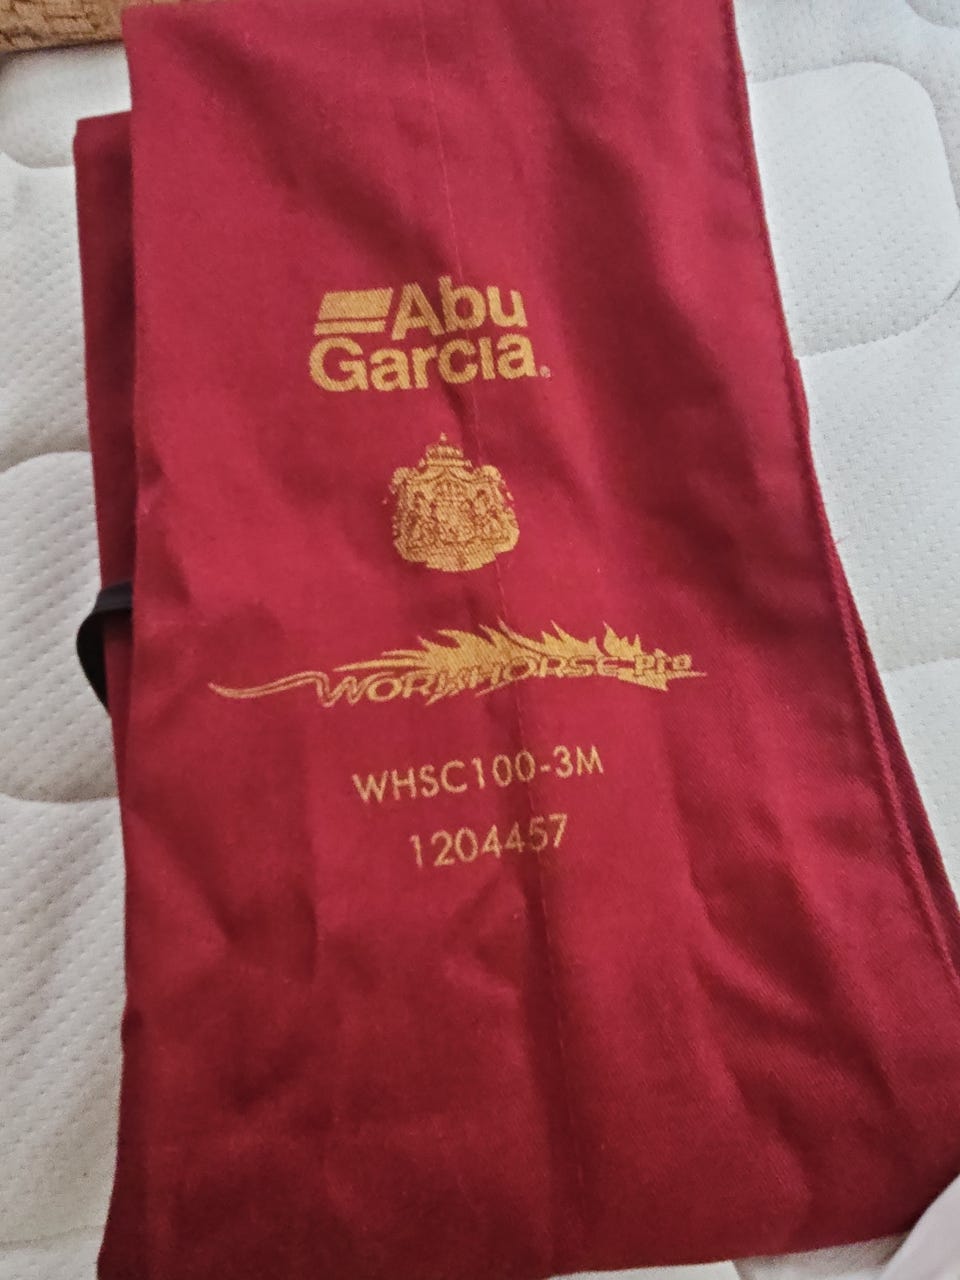 Abu
Garcia®
WORKHORSE pro
WHSC100-3M
1204457